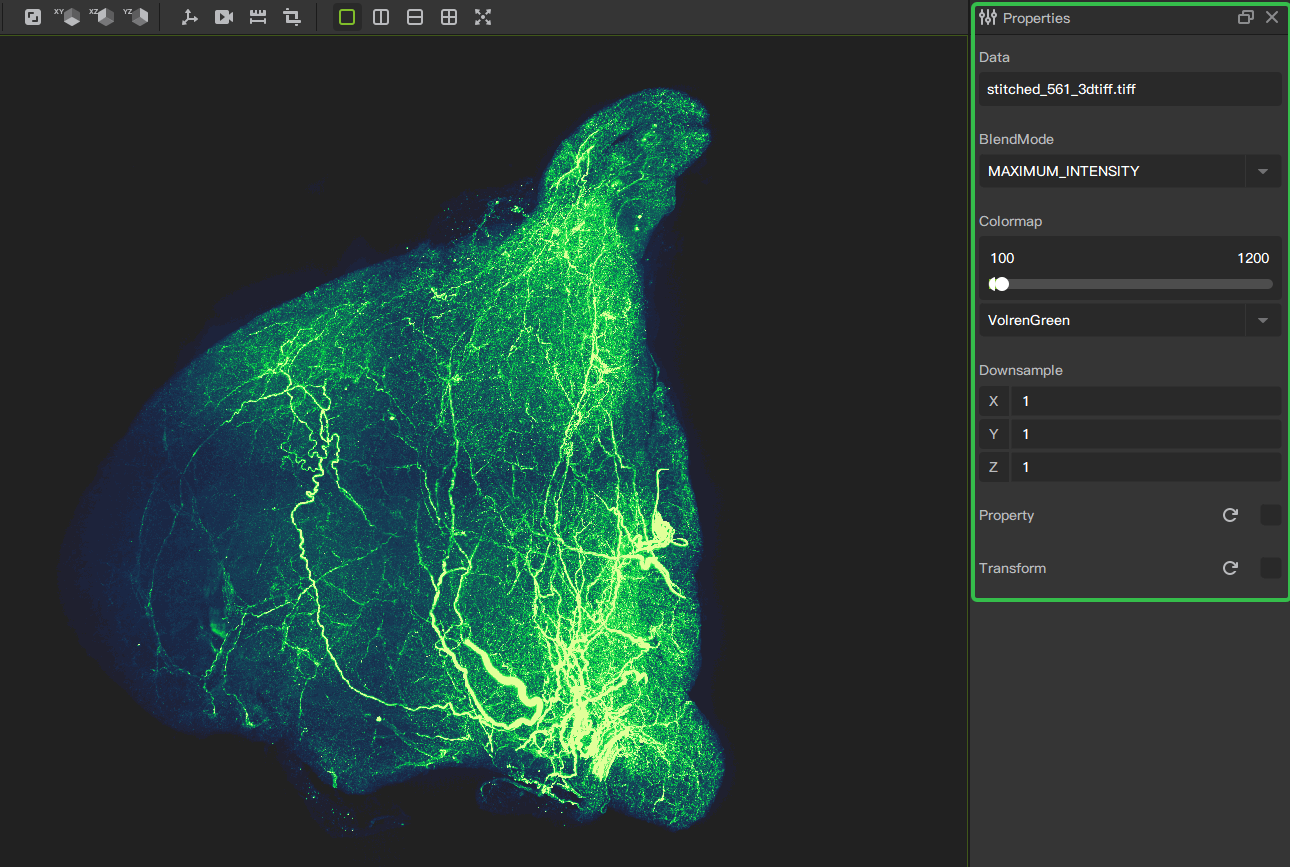 XY XZ YZ
Properties
Data
stitched_561_3dtiff.tiff
BlendMode
MAXIMUM_INTENSITY
Colormap
100 1200
VolrenGreen
Downsample
X 1
Y 1
Z 1
Property
Transform